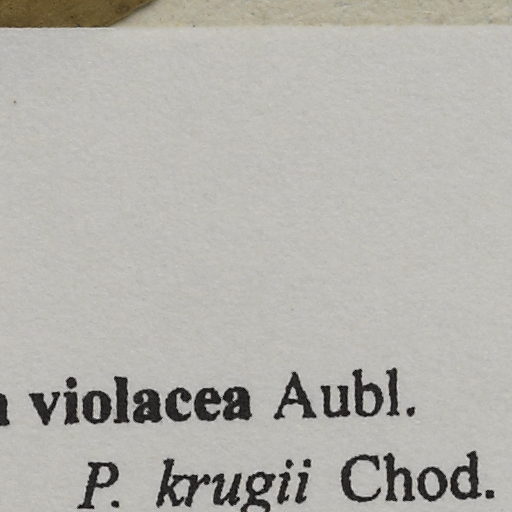 violacea Aubl.
P. krugii Chod.